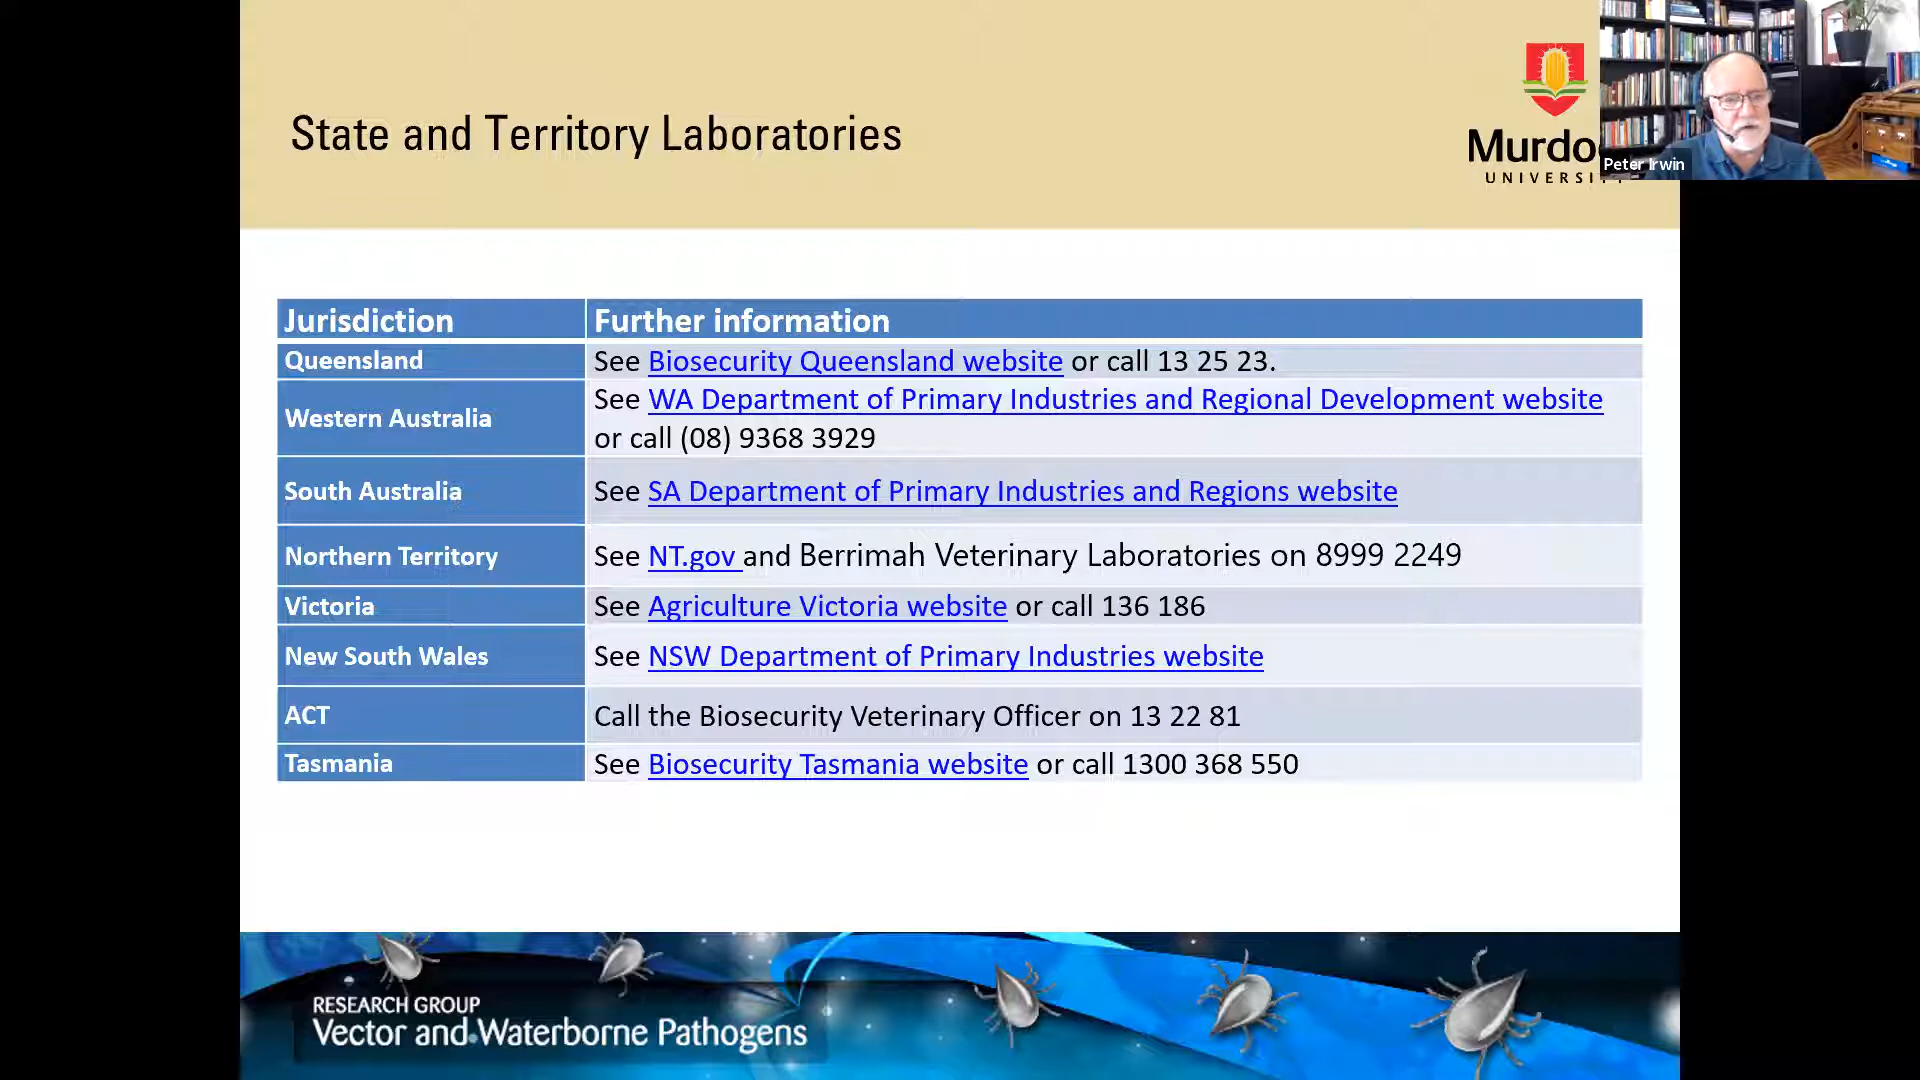 State and Territory Laboratories
Murdo
UNIVERSI
Peter Irwin
Jurisdiction Further information
Queensland See Biosecurity Queensland website or call 13 25 23.
Western Australia See WA Department of Primary Industries and Regional Development website
or call (08) 9368 3929
South Australia See SA Department of Primary Industries and Regions website
Northern Territory See NT.gov and Berrimah Veterinary Laboratories on 8999 2249
Victoria See Agriculture Victoria website or call 136 186
New South Wales See NSW Department of Primary Industries website
ACT Call the Biosecurity Veterinary Officer on 13 22 81
Tasmania See Biosecurity Tasmania website or call 1300 368 550
RESEARCH GROUP
Vector and Waterborne Pathogens